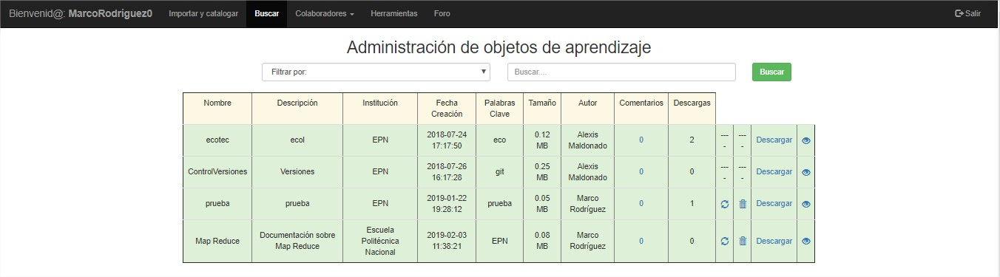 Bienvenid@: MarcoRodríguez0 Importar y catalogar Buscar Colaboradores Herramientas Foro Salir
Administración de objetos de aprendizaje
Filtrar por: Buscar.... Buscar
Nombre Descripción Institución Fecha Creación Palabras Clave Tamaño Autor Comentarios Descargas
ecotec ecol EPN 2018-07-24 17:17:50 eco 0.12 MB Alexis Maldonado 0 2 ---- ---- Descargar
ControlVersiones Versiones EPN 2018-07-26 16:17:28 git 0.25 MB Alexis Maldonado 0 0 ---- ---- Descargar
prueba prueba EPN 2019-01-22 19:28:12 prueba 0.05 MB Marco Rodríguez 0 1 Descargar
Map Reduce Documentación sobre Map Reduce Escuela Politécnica Nacional 2019-02-03 11:38:21 EPN 0.08 MB Marco Rodríguez 0 0 Descargar